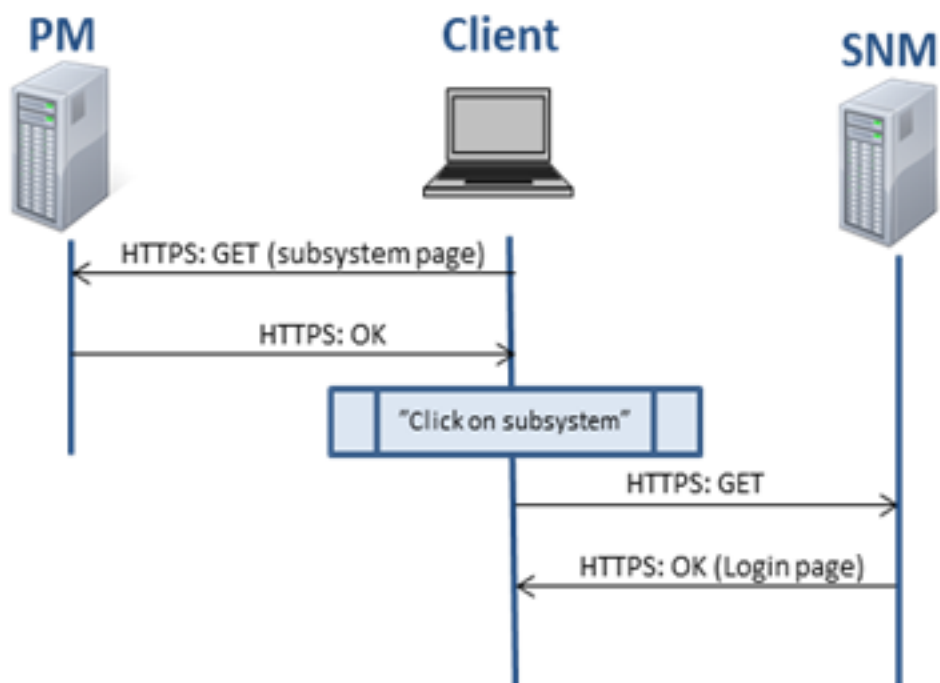 PM
Client
SNM
HTTPS: GET (subsystem page)
HTTPS: OK
"Click on subsystem"
HTTPS: GET
HTTPS: OK (Login page)